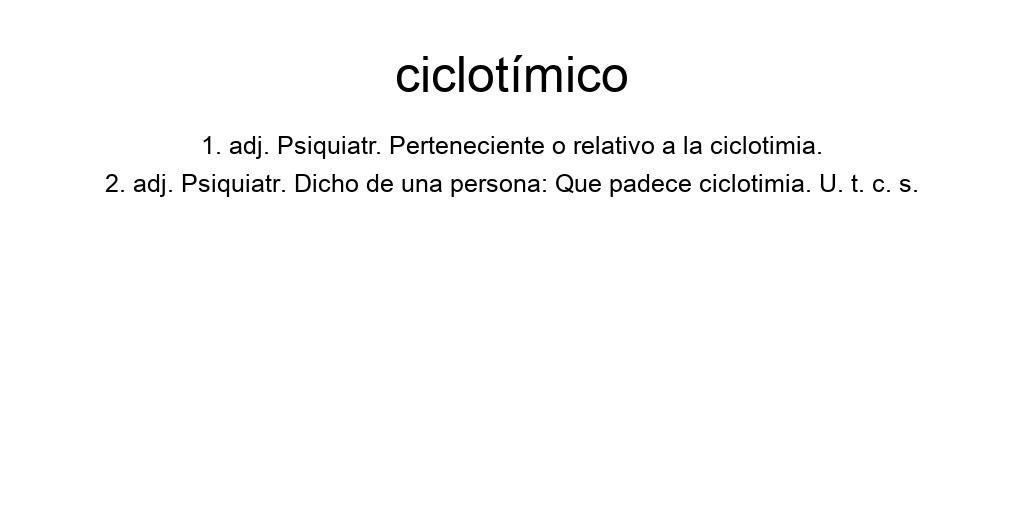 ciclotímico
1. adj. Psiquiatr. Perteneciente o relativo a la ciclotimia.
2. adj. Psiquiatr. Dicho de una persona: Que padece ciclotimia. U. t. c. s.